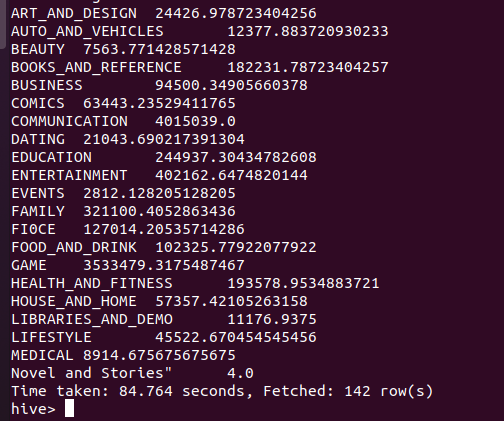 ART_AND_DESIGN 24426.978723404256
AUTO_AND_VEHICLES 12377.883720930233
BEAUTY 7563.771428571428
BOOKS_AND_REFERENCE 182231.78723404257
BUSINESS 94500.34905660378
COMICS 63443.23529411765
COMMUNICATION 4015039.0
DATING 21043.690217391304
EDUCATION 244937.30434782608
ENTERTAINMENT 402162.6474820144
EVENTS 2812.128205128205
FAMILY 321100.4052863436
FI0CE 127014.20535714286
FOOD_AND_DRINK 102325.77922077922
GAME 3533479.3175487467
HEALTH_AND_FITNESS 193578.9534883721
HOUSE_AND_HOME 57357.42105263158
LIBRARIES_AND_DEMO 11176.9375
LIFESTYLE 45522.670454545456
MEDICAL 8914.675675675675
Novel and Stories" 4.0
Time taken: 84.764 seconds, Fetched: 142 row(s)
hive>